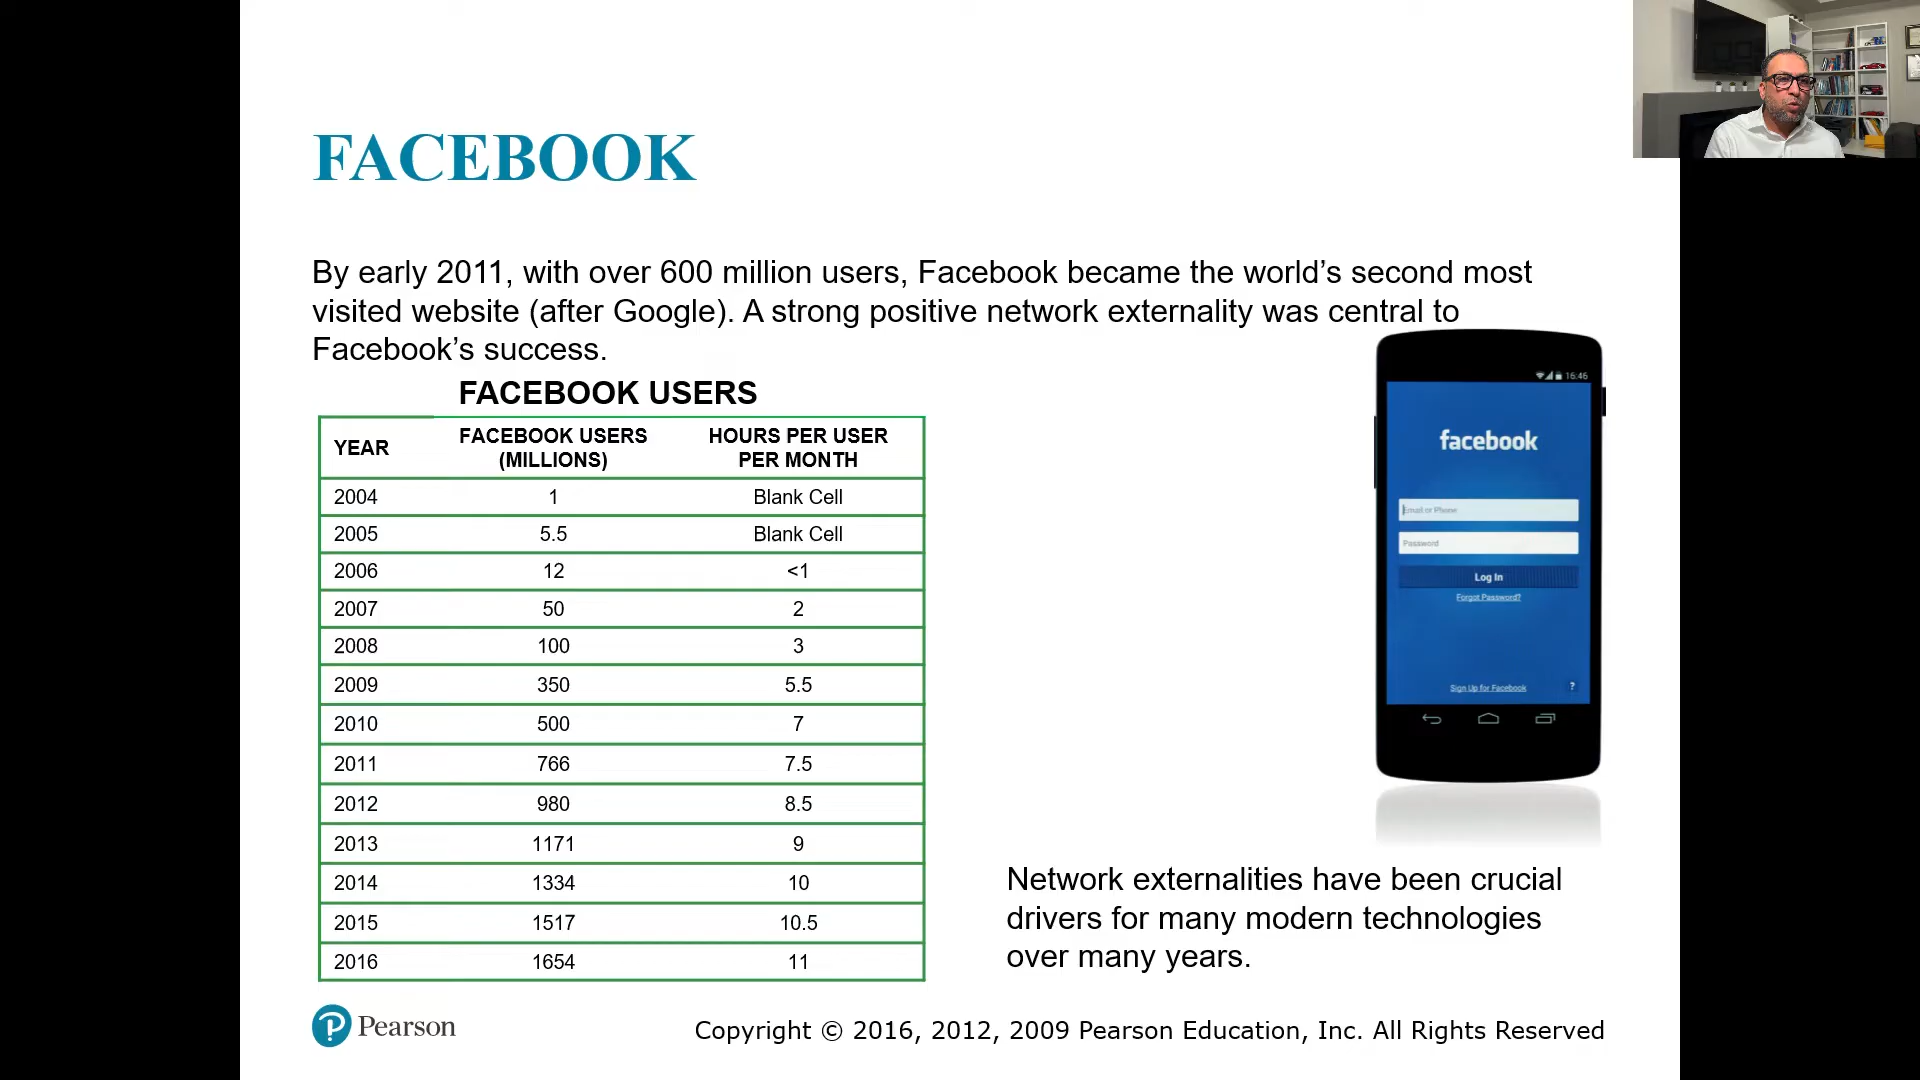 FACEBOOK
By early 2011, with over 600 million users, Facebook became the world’s second most
visited website (after Google). A strong positive network externality was central to
Facebook’s success.
FACEBOOK USERS
YEAR FACEBOOK USERS (MILLIONS) HOURS PER USER PER MONTH
2004 1 Blank Cell
2005 5.5 Blank Cell
2006 12 <1
2007 50 2
2008 100 3
2009 350 5.5
2010 500 7
2011 766 7.5
2012 980 8.5
2013 1171 9
2014 1334 10
2015 1517 10.5
2016 1654 11
16:46
facebook
Email or Phone
Password
Log In
Forgot Password?
Sign Up for Facebook ?
Network externalities have been crucial
drivers for many modern technologies
over many years.
Pearson
Copyright © 2016, 2012, 2009 Pearson Education, Inc. All Rights Reserved